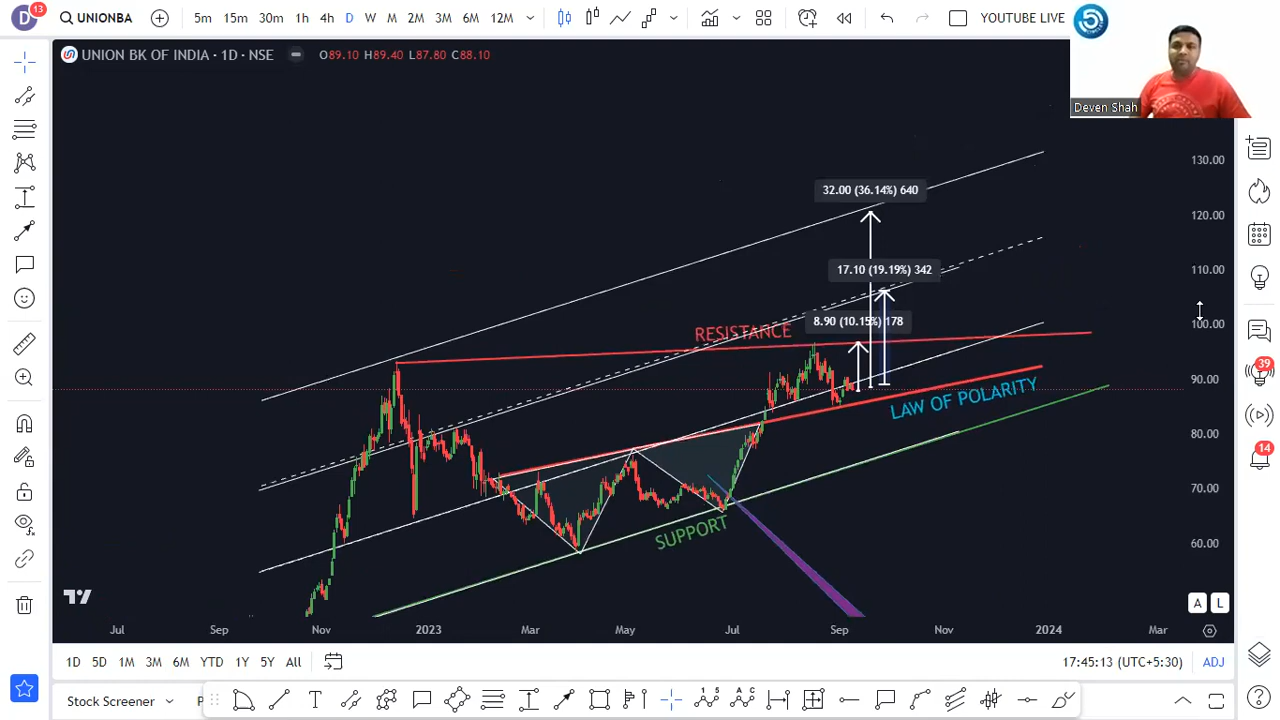 D 13 UNIONBA 5m 15m 30m 1h 4h D W M 2M 3M 6M 12M YOUTUBE LIVE
UNION BK OF INDIA · 1D · NSE O89.10 H89.40 L87.80 C88.10
Deven Shah
130.00
32.00 (36.14%) 640
120.00
17.10 (19.19%) 342
110.00
8.90 (10.15%) 178
100.00
RESISTANCE
39
90.00
LAW OF POLARITY
80.00
14
70.00
SUPPORT
60.00
A L
Jul Sep Nov 2023 Mar May Jul Sep Nov 2024 Mar
1D 5D 1M 3M 6M YTD 1Y 5Y All 17:45:13 (UTC+5:30) ADJ
Stock Screener